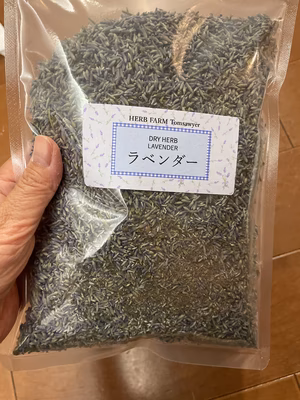 HERB FARM Tomsawyer
DRY HERB
LAVENDER
ラベンダー